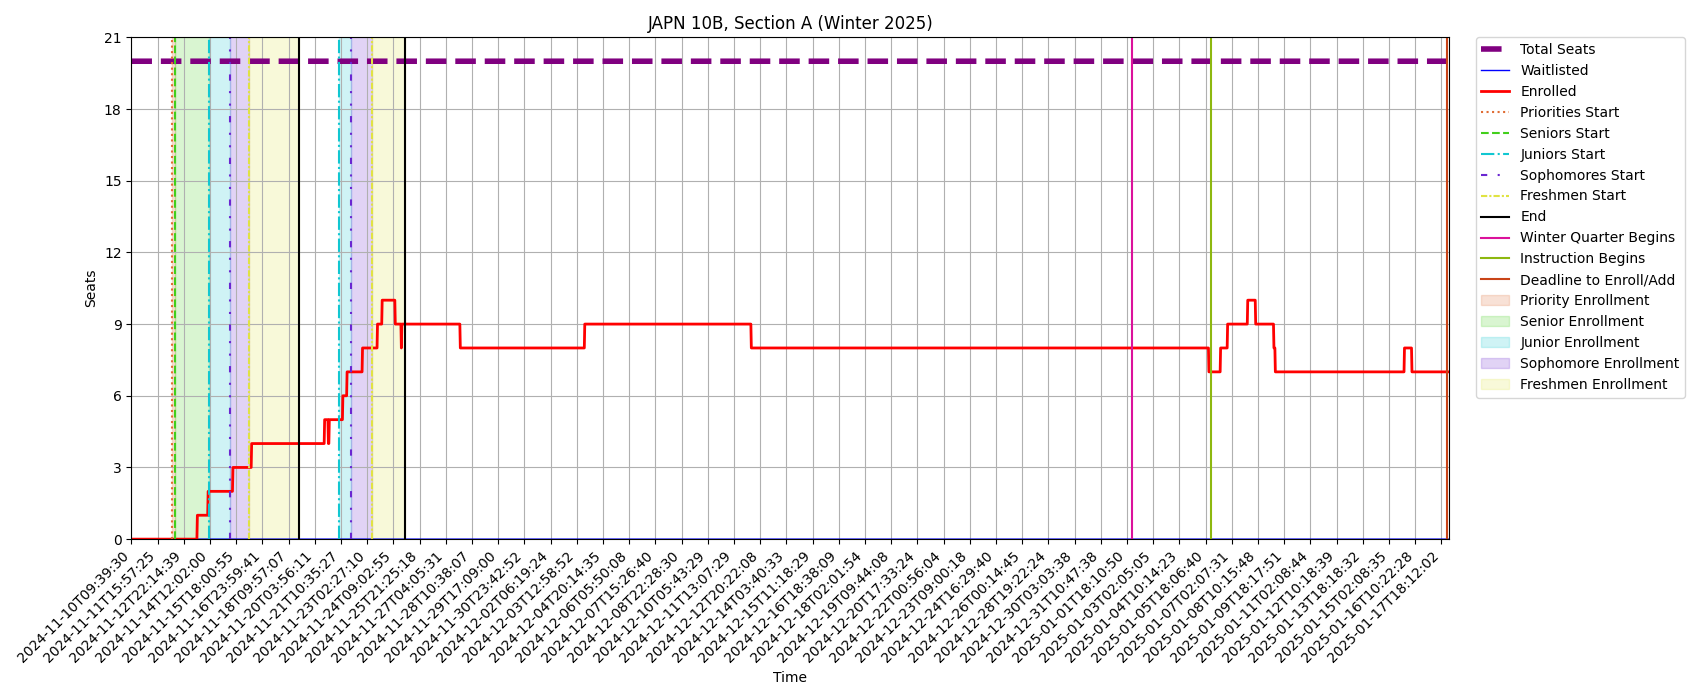 JAPN 10B, Section A (Winter 2025)
21
18
15
12
9
6
3
0
Seats
2024-11-10T09:39:30
2024-11-11T15:57:25
2024-11-12T22:14:39
2024-11-14T12:02:00
2024-11-15T18:00:55
2024-11-16T23:59:41
2024-11-18T09:57:07
2024-11-20T03:56:11
2024-11-21T10:35:27
2024-11-23T02:27:10
2024-11-24T09:02:55
2024-11-25T21:25:18
2024-11-27T04:05:31
2024-11-28T10:38:07
2024-11-29T17:09:00
2024-11-30T23:42:52
2024-12-02T06:19:24
2024-12-03T12:58:52
2024-12-04T20:14:35
2024-12-06T05:50:08
2024-12-07T15:26:40
2024-12-08T22:28:30
2024-12-10T05:43:29
2024-12-11T13:07:29
2024-12-12T20:22:08
2024-12-14T03:40:33
2024-12-15T11:18:29
2024-12-16T18:38:09
2024-12-18T02:01:54
2024-12-19T09:44:08
2024-12-20T17:33:24
2024-12-22T00:56:04
2024-12-23T09:00:18
2024-12-24T16:29:40
2024-12-26T00:14:45
2024-12-28T19:22:24
2024-12-30T03:03:38
2024-12-31T10:47:38
2025-01-01T18:10:50
2025-01-03T02:05:05
2025-01-04T10:14:23
2025-01-05T18:06:40
2025-01-07T02:07:31
2025-01-08T10:15:48
2025-01-09T18:17:51
2025-01-11T02:08:44
2025-01-12T10:18:39
2025-01-13T18:18:32
2025-01-15T02:08:35
2025-01-16T10:22:28
2025-01-17T18:12:02
Time
Total Seats
Waitlisted
Enrolled
Priorities Start
Seniors Start
Juniors Start
Sophomores Start
Freshmen Start
End
Winter Quarter Begins
Instruction Begins
Deadline to Enroll/Add
Priority Enrollment
Senior Enrollment
Junior Enrollment
Sophomore Enrollment
Freshmen Enrollment